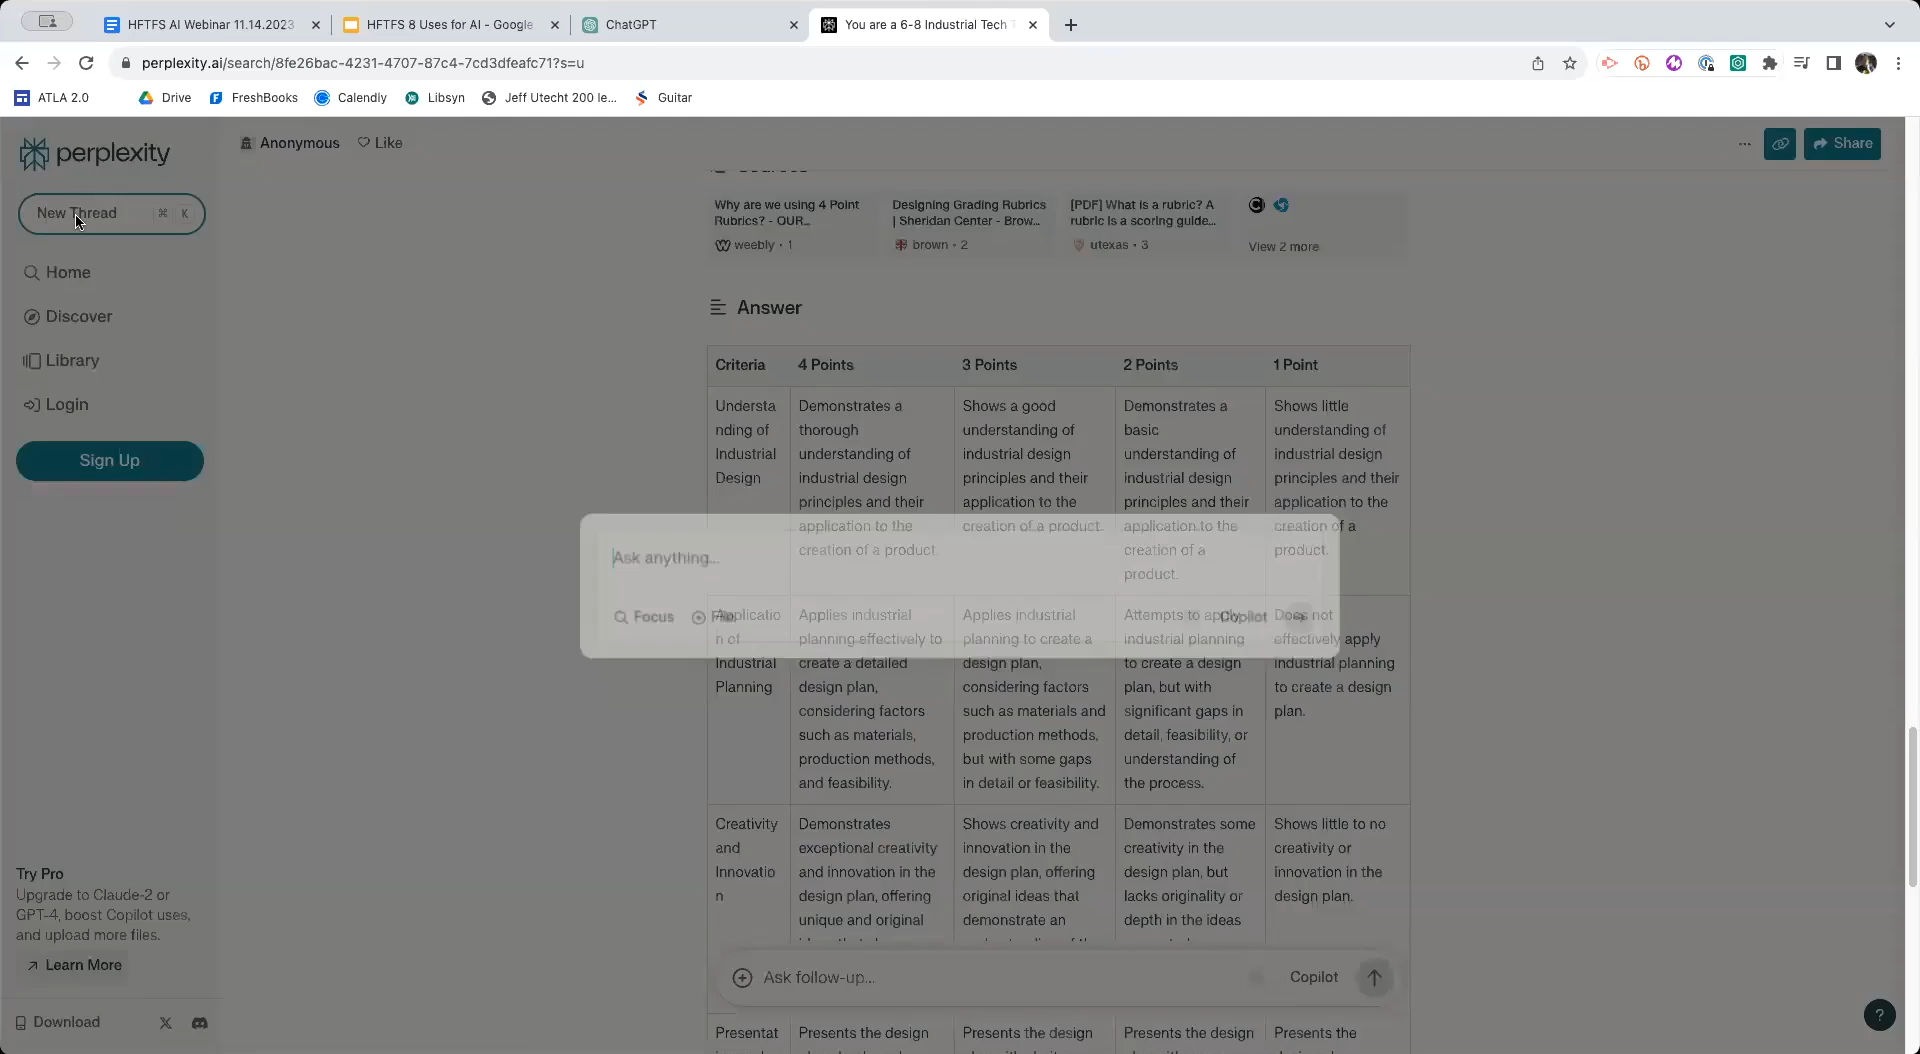 HFTFS AI Webinar 11.14.2023
HFTFS 8 Uses for AI - Google
ChatGPT
You are a 6-8 Industrial Tech
perplexity.ai/search/8fe26bac-4231-4707-87c4-7cd3dfeafc71?s=u
ATLA 2.0
Drive
FreshBooks
Calendly
Libsyn
Jeff Utecht 200 le...
Guitar
perplexity
New Thread ⌘ K
Home
Discover
Library
Login
Sign Up
Try Pro
Upgrade to Claude-2 or
GPT-4, boost Copilot uses,
and upload more files.
Learn More
Download
Anonymous
Like
Share
Sources
Why are we using 4 Point
Rubrics? - OUR...
weebly • 1
Designing Grading Rubrics
| Sheridan Center - Brow...
brown • 2
[PDF] What is a rubric? A
rubric is a scoring guide...
utexas • 3
View 2 more
Answer
Criteria
4 Points
3 Points
2 Points
1 Point
Understa
nding of
Industrial
Design
Demonstrates a
thorough
understanding of
industrial design
principles and their
application to the
creation of a product.
Shows a good
understanding of
industrial design
principles and their
application to the
creation of a product.
Demonstrates a
basic
understanding of
industrial design
principles and their
application to the
creation of a
product.
Shows little
understanding of
industrial design
principles and their
application to the
creation of a
product.
Ask anything...
Focus
File
Copilot
Applicatio
n of
Industrial
Planning
Applies industrial
planning effectively to
create a detailed
design plan,
considering factors
such as materials,
production methods,
and feasibility.
Applies industrial
planning to create a
design plan,
considering factors
such as materials and
production methods,
but with some gaps
in detail or feasibility.
Attempts to apply
industrial planning
to create a design
plan, but with
significant gaps in
detail, feasibility, or
understanding of
the process.
Does not
effectively apply
industrial planning
to create a design
plan.
Creativity
and
Innovatio
n
Demonstrates
exceptional creativity
and innovation in the
design plan, offering
unique and original
Shows creativity and
innovation in the
design plan, offering
original ideas that
demonstrate an
Demonstrates some
creativity in the
design plan, but
lacks originality or
depth in the ideas
Shows little to no
creativity or
innovation in the
design plan.
Ask follow-up...
Copilot
Presentat
Presents the design
Presents the design
Presents the design
Presents the
?